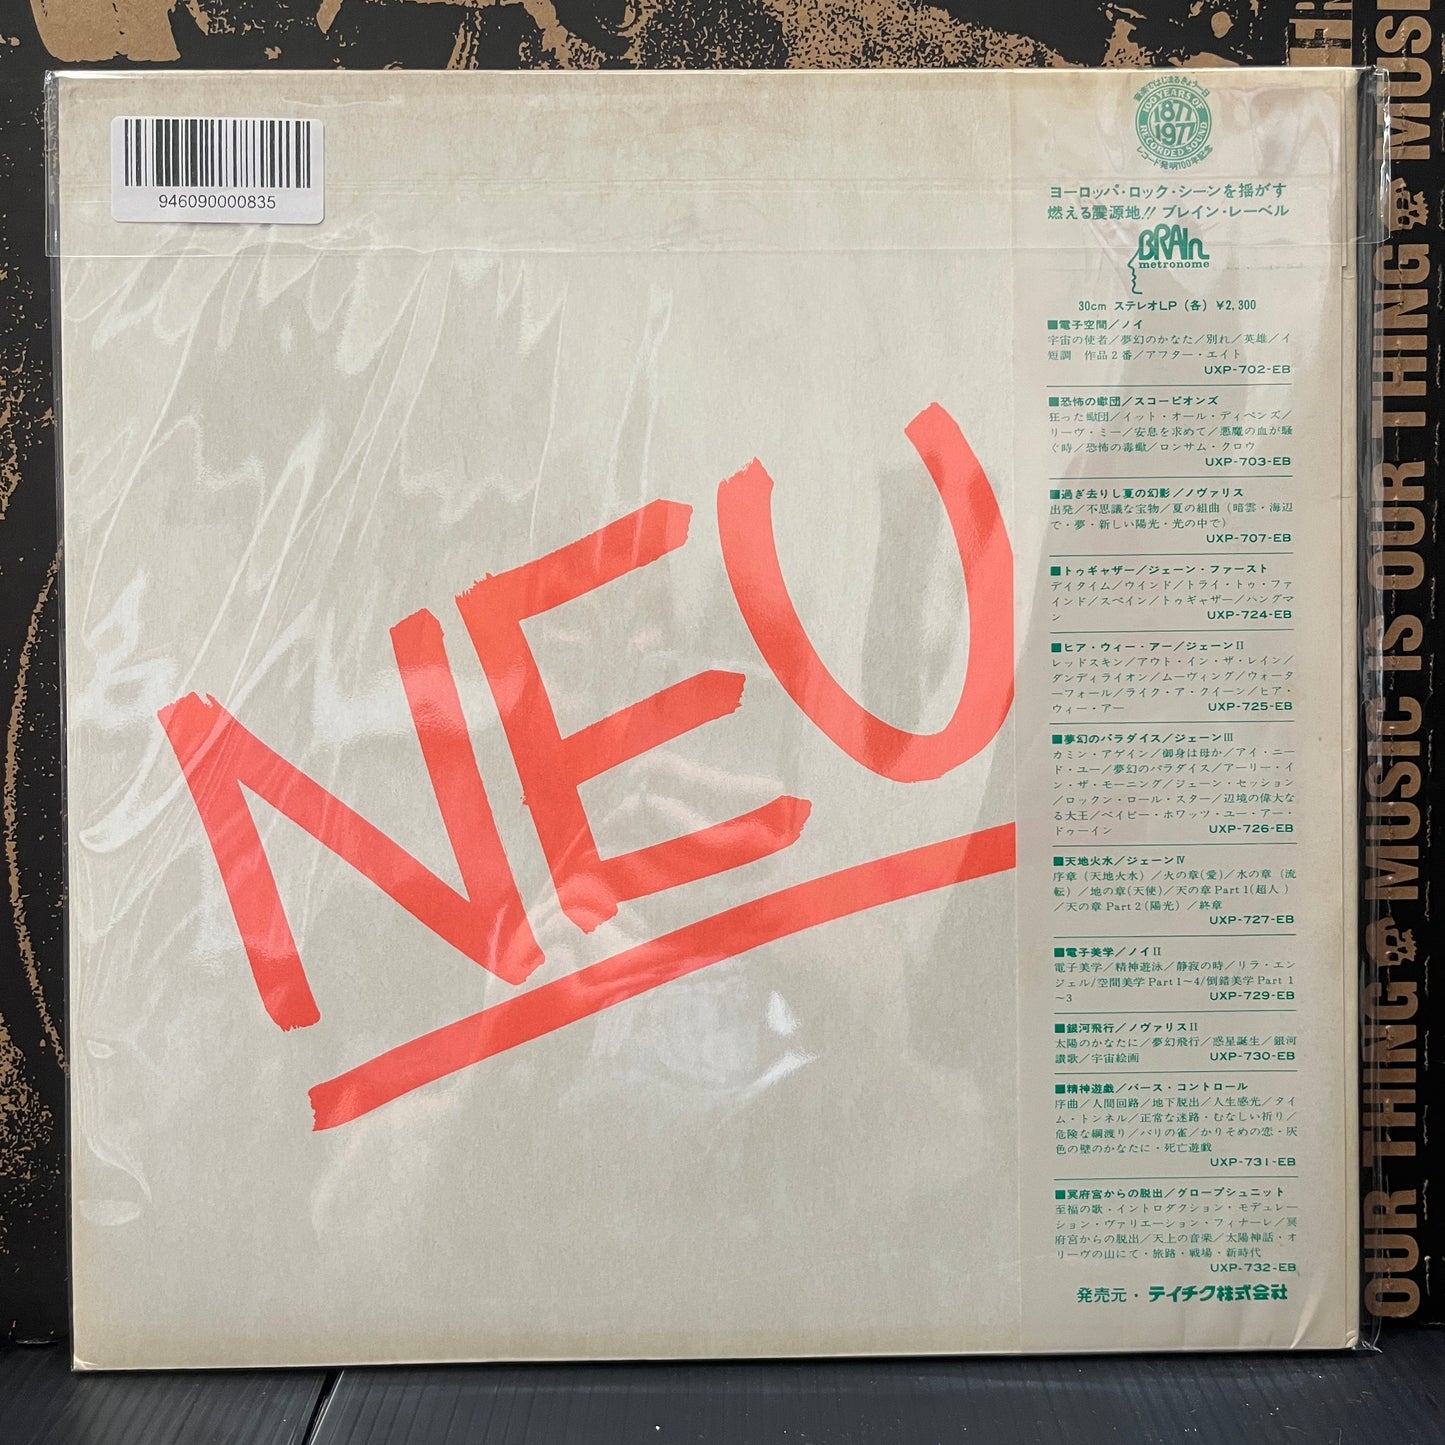 946090000835
NEU
音楽ではじまるきょう一日
100 YEARS OF
1877
1977
RECORDED SOUND
レコード発明100年記念
ヨーロッパ・ロック・シーンを揺がす
燃える震源地!! ブレイン・レーベル
BRAIn
metronome
30cm ステレオLP (各) ¥2,300
■電子空間／ノイ
宇宙の使者／夢幻のかなた／別れ／英雄／イ
短調 作品2番／アフター・エイト
UXP-702-EB
■恐怖の蠍団／スコーピオンズ
狂った蠍団／イット・オール・ディペンズ／
リーヴ・ミー／安息を求めて／悪魔の血が騒
ぐ時／恐怖の毒蠍／ロンサム・クロウ
UXP-703-EB
■過ぎ去りし夏の幻影／ノヴァリス
出発／不思議な宝物／夏の組曲（暗雲・海辺
で・夢・新しい陽光・光の中で）
UXP-707-EB
■トゥギャザー／ジェーン・ファースト
デイタイム／ウインド／トライ・トゥ・ファ
インド／スペイン／トゥギャザー／ハングマ
ン UXP-724-EB
■ヒア・ウィー・アー／ジェーンII
レッドスキン／アウト・イン・ザ・レイン／
ダンディライオン／ムーヴィング／ウォータ
ーフォール／ライク・ア・クイーン／ヒア・
ウィー・アー UXP-725-EB
■夢幻のパラダイス／ジェーンIII
カミン・アゲイン／御身は母か／アイ・ニー
ド・ユー／夢幻のパラダイス／アーリー・イ
ン・ザ・モーニング／ジェーン・セッション
／ロックン・ロール・スター／辺境の偉大な
る大王／ベイビー・ホワッツ・ユー・アー・
ドゥーイン UXP-726-EB
■天地火水／ジェーンIV
序章（天地火水）／火の章(愛)／水の章（流
転）／地の章(天使)／天の章Part 1(超人）
／天の章Part 2(陽光）／終章
UXP-727-EB
■電子美学／ノイII
電子美学／精神遊泳／静寂の時／リラ・エン
ジェル/空間美学Part 1〜4/倒錯美学Part 1
〜3 UXP-729-EB
■銀河飛行／ノヴァリスII
太陽のかなたに／夢幻飛行／惑星誕生／銀河
讃歌／宇宙絵画 UXP-730-EB
■精神遊戯／バース・コントロール
序曲／人間回路／地下脱出／人生感光／タイ
ム・トンネル／正常な迷路・むなしい祈り／
危険な綱渡り／パリの雀／かりそめの恋・灰
色の壁のかなたに・死亡遊戯
UXP-731-EB
■冥府宮からの脱出／グローブシュニット
至福の歌・イントロダクション・モデュレー
ション・ヴァリエーション・フィナーレ／冥
府宮からの脱出／天上の音楽／太陽神話・オ
リーヴの山にて・旅路・戦場・新時代
UXP-732-EB
発売元・テイチク株式会社
OUR THING MUSIC IS OUR THING MUS